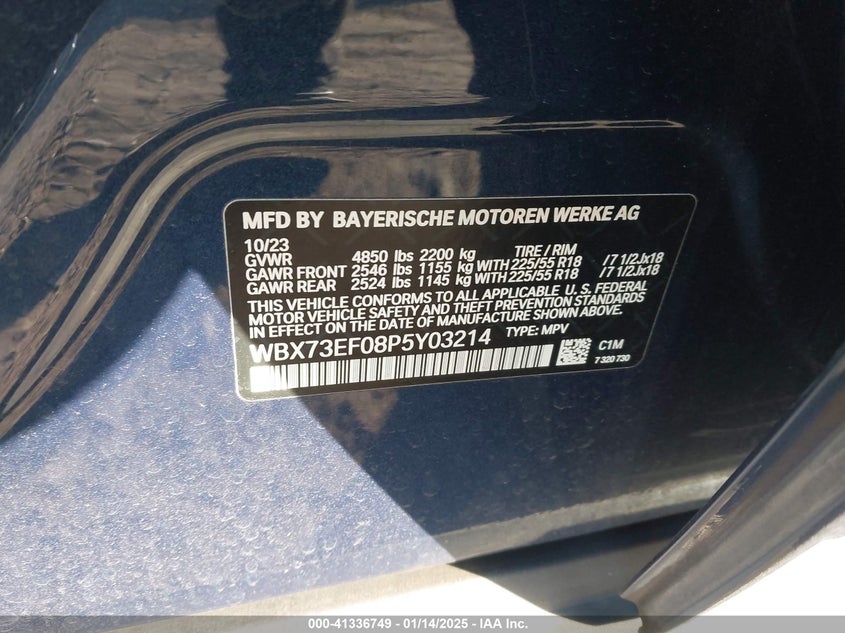 MFD BY BAYERISCHE MOTOREN WERKE AG
10/23 TIRE / RIM
GVWR 4850 lbs 2200 kg
GAWR FRONT 2546 lbs 1155 kg WITH 225/55 R18 /7 1/2Jx18
GAWR REAR 2524 lbs 1145 kg WITH 225/55 R18 /7 1/2Jx18
THIS VEHICLE CONFORMS TO ALL APPLICABLE U.S. FEDERAL
MOTOR VEHICLE SAFETY AND THEFT PREVENTION STANDARDS
IN EFFECT ON THE DATE OF MANUFACTURE SHOWN ABOVE.
WBX73EF08P5Y03214 TYPE: MPV
C1M
7 320 730
000-41336749 - 01/14/2025 - IAA Inc.